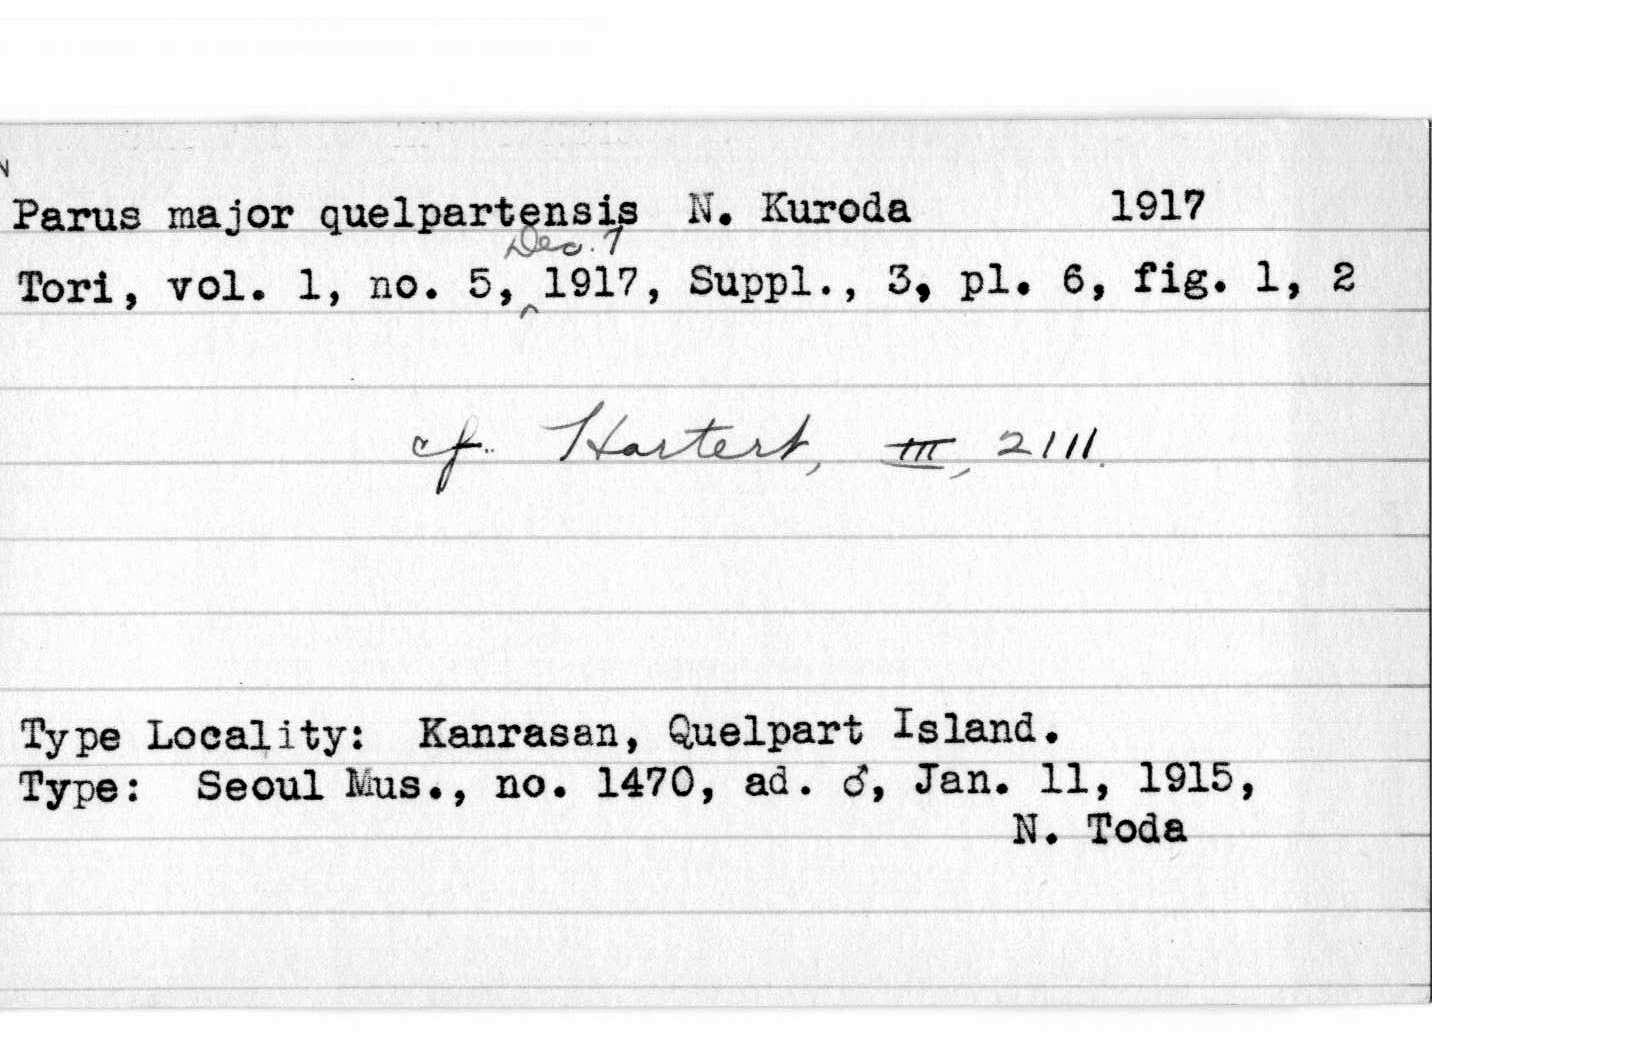 N
Parus major quelpartensis N. Kuroda 1917
Dec. 7
Tori, vol. 1, no. 5,^ 1917, Suppl., 3, pl. 6, fig. 1, 2
cf. Hartert, III, 2111.
Type Locality: Kanrasan, Quelpart Island.
Type: Seoul Mus., no. 1470, ad. ♂, Jan. 11, 1915,
N. Toda